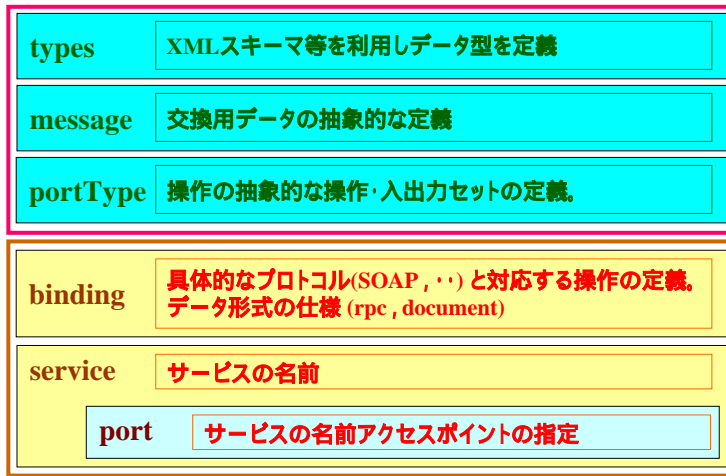 types
XMLスキーマ等を利用しデータ型を定義
message
交換用データの抽象的な定義
portType
操作の抽象的な操作・入出力セットの定義。
binding
具体的なプロトコル(SOAP , ・・) と対応する操作の定義。
データ形式の仕様 (rpc , document)
service
サービスの名前
port
サービスの名前アクセスポイントの指定